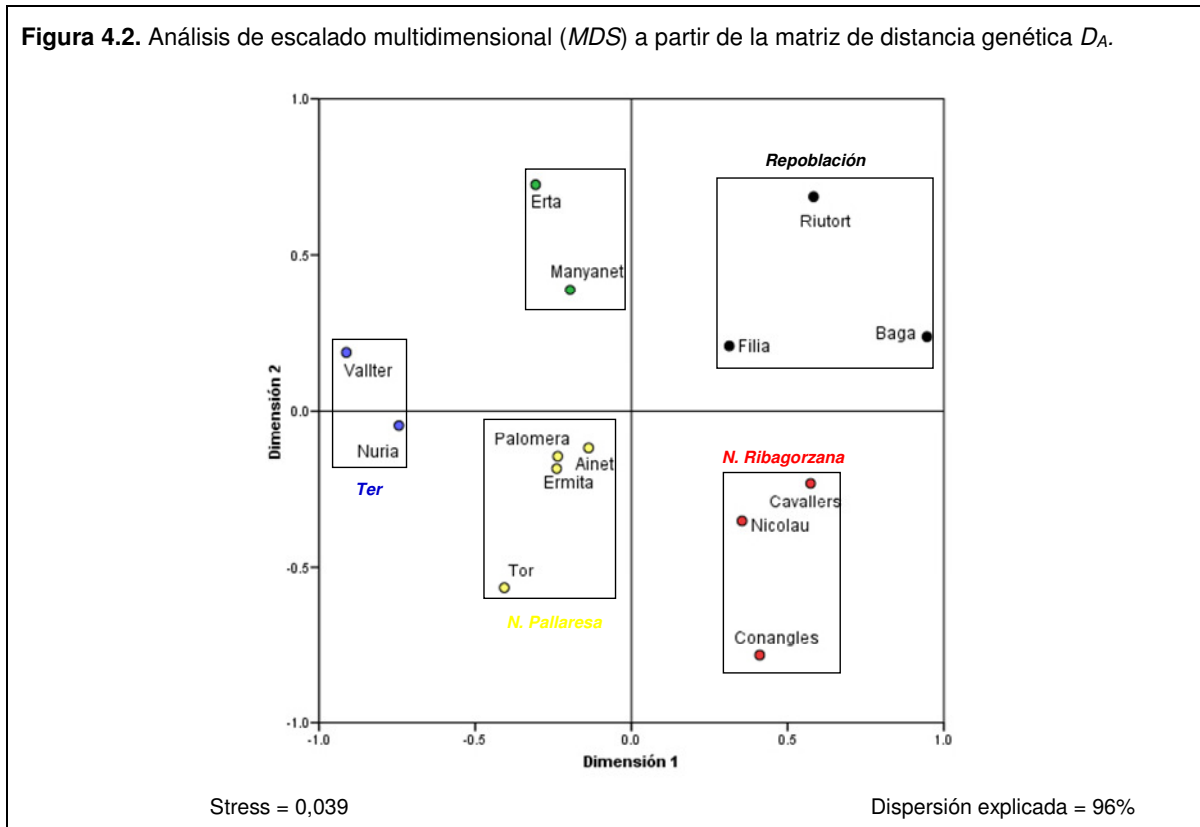 Figura 4.2. Análisis de escalado multidimensional (MDS) a partir de la matriz de distancia genética DA.
1.0
Repoblación
Erta
Riutort
0.5
Manyanet
Baga
Filia
Vallter
Dimensión 2
0.0
Palomera
Nuria
Ainet
N. Ribagorzana
Ermita
Ter
Cavallers
Nicolau
-0.5
Tor
N. Pallaresa
Conangles
-1.0
-1.0 -0.5 0.0 0.5 1.0
Dimensión 1
Stress = 0,039 Dispersión explicada = 96%